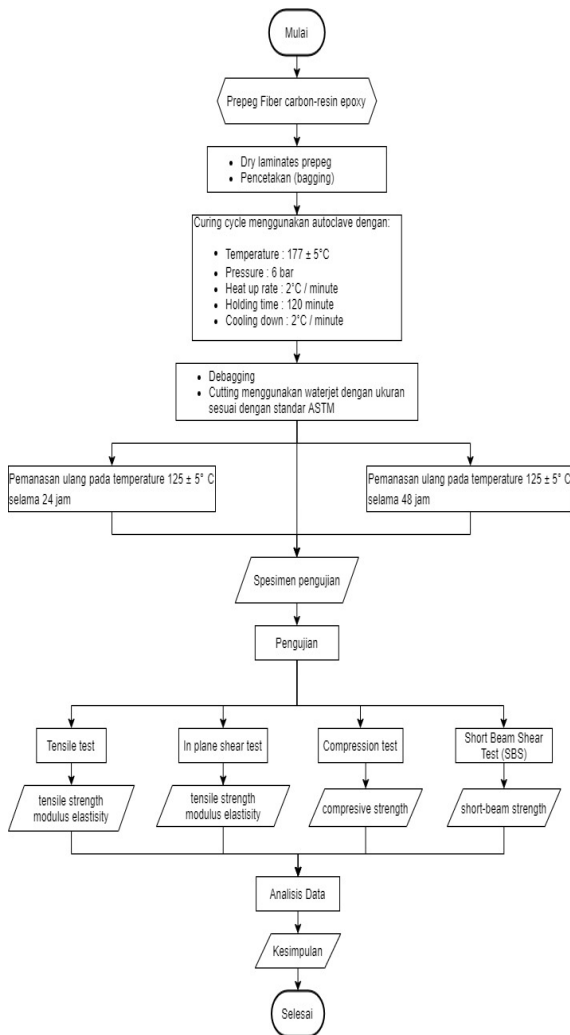 Mulai
Prepeg Fiber carbon-resin epoxy
• Dry laminates prepeg
• Pencetakan (bagging)
Curing cycle menggunakan autoclave dengan:
• Temperature : 177 ± 5°C
• Pressure : 6 bar
• Heat up rate : 2°C / minute
• Holding time : 120 minute
• Cooling down : 2°C / minute
• Debagging
• Cutting menggunakan waterjet dengan ukuran
sesuai dengan standar ASTM
Pemanasan ulang pada temperature 125 ± 5° C
selama 24 jam
Pemanasan ulang pada temperature 125 ± 5° C
selama 48 jam
Spesimen pengujian
Pengujian
Tensile test
In plane shear test
Compression test
Short Beam Shear
Test (SBS)
tensile strength
modulus elastisity
tensile strength
modulus elastisity
compresive strength
short-beam strength
Analisis Data
Kesimpulan
Selesai